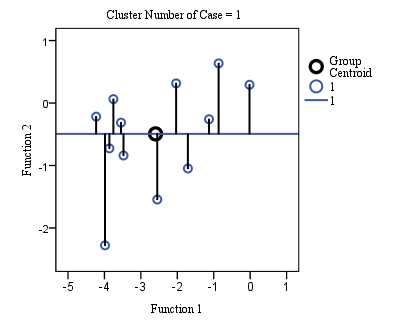 Cluster Number of Case = 1
1
0
-1
-2
Function 2
-5 -4 -3 -2 -1 0 1
Function 1
Group
Centroid
1
1